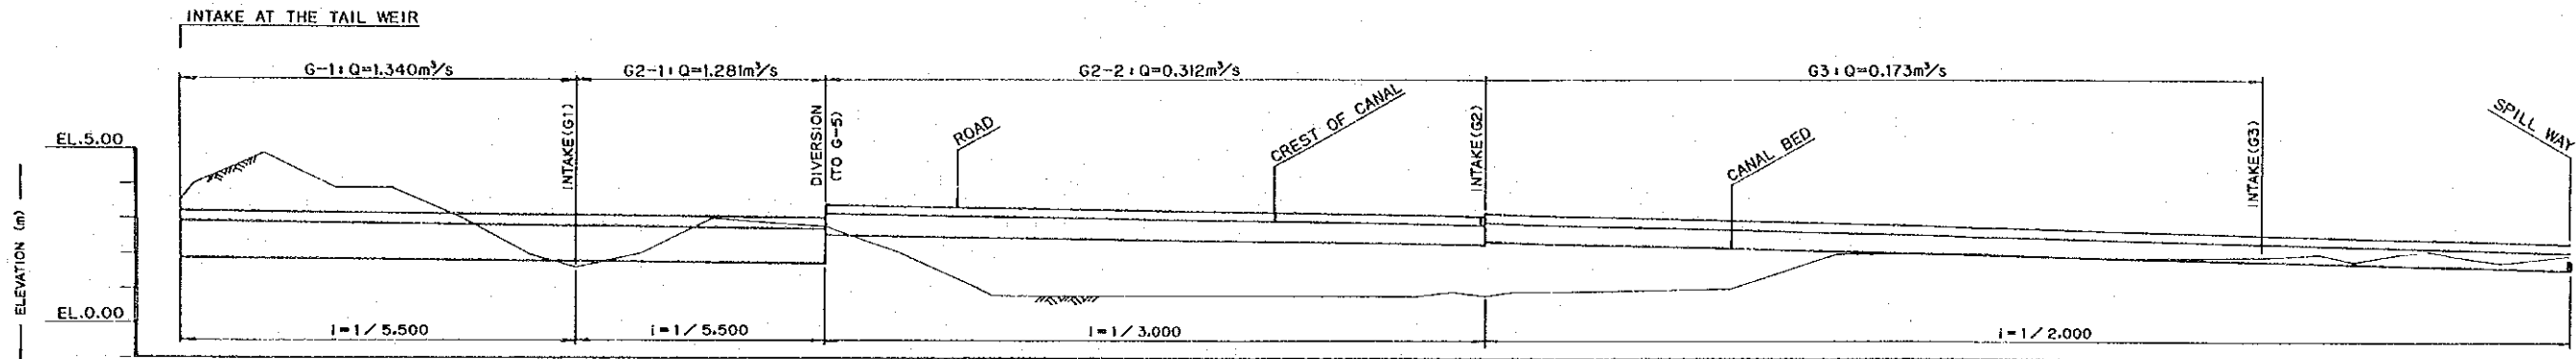 INTAKE AT THE TAIL WEIR
G-1: Q=1.340m³/s
G2-1: Q=1.281m³/s
G2-2: Q=0.312m³/s
G3: Q=0.173m³/s
EL.5.00
INTAKE(G1)
DIVERSION
(TO G-5)
ROAD
CREST OF CANAL
INTAKE(G2)
CANAL BED
INTAKE(G3)
SPILL WAY
ELEVATION (m)
EL.0.00
i=1/5.500
i=1/5.500
i=1/3.000
i=1/2.000